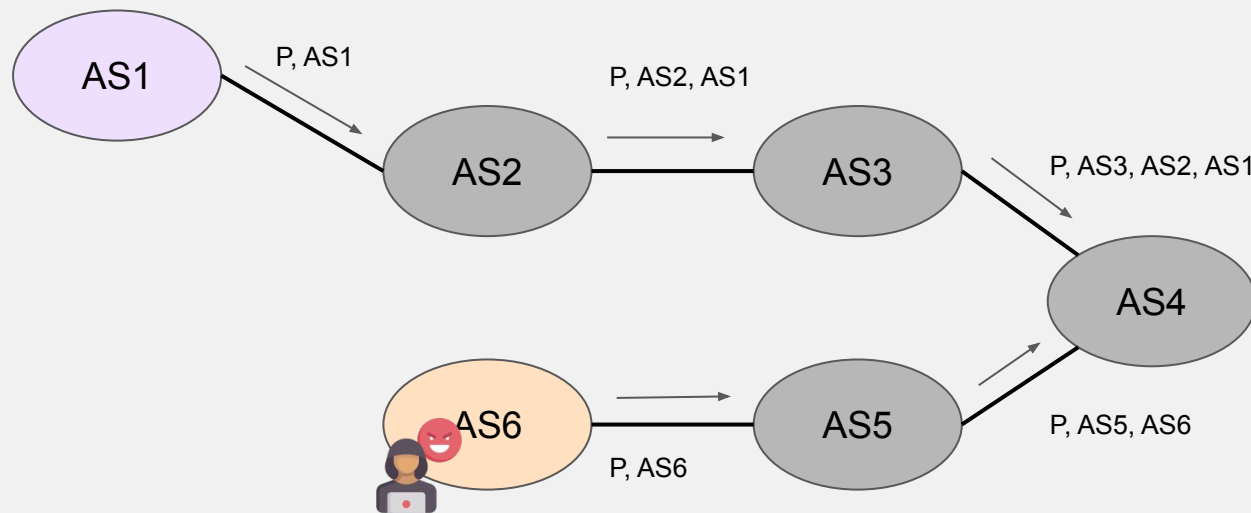 AS1
P, AS1
P, AS2, AS1
AS2
AS3
P, AS3, AS2, AS1
AS4
AS6
AS5
P, AS6
P, AS5, AS6